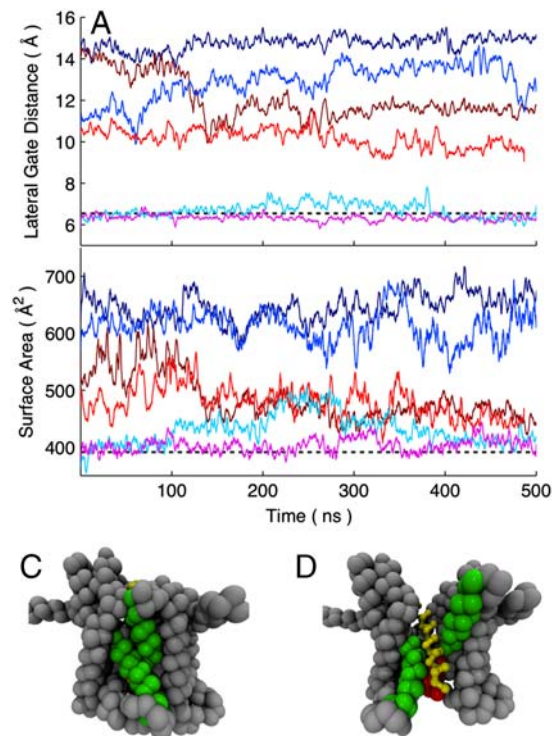 A
Lateral Gate Distance ( Å )
16
14
12
10
8
6
Surface Area ( Å² )
700
600
500
400
100 200 300 400 500
Time ( ns )
C
D